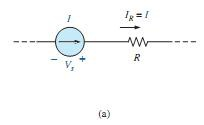 I
I_R = I
− V_s +
R
(a)